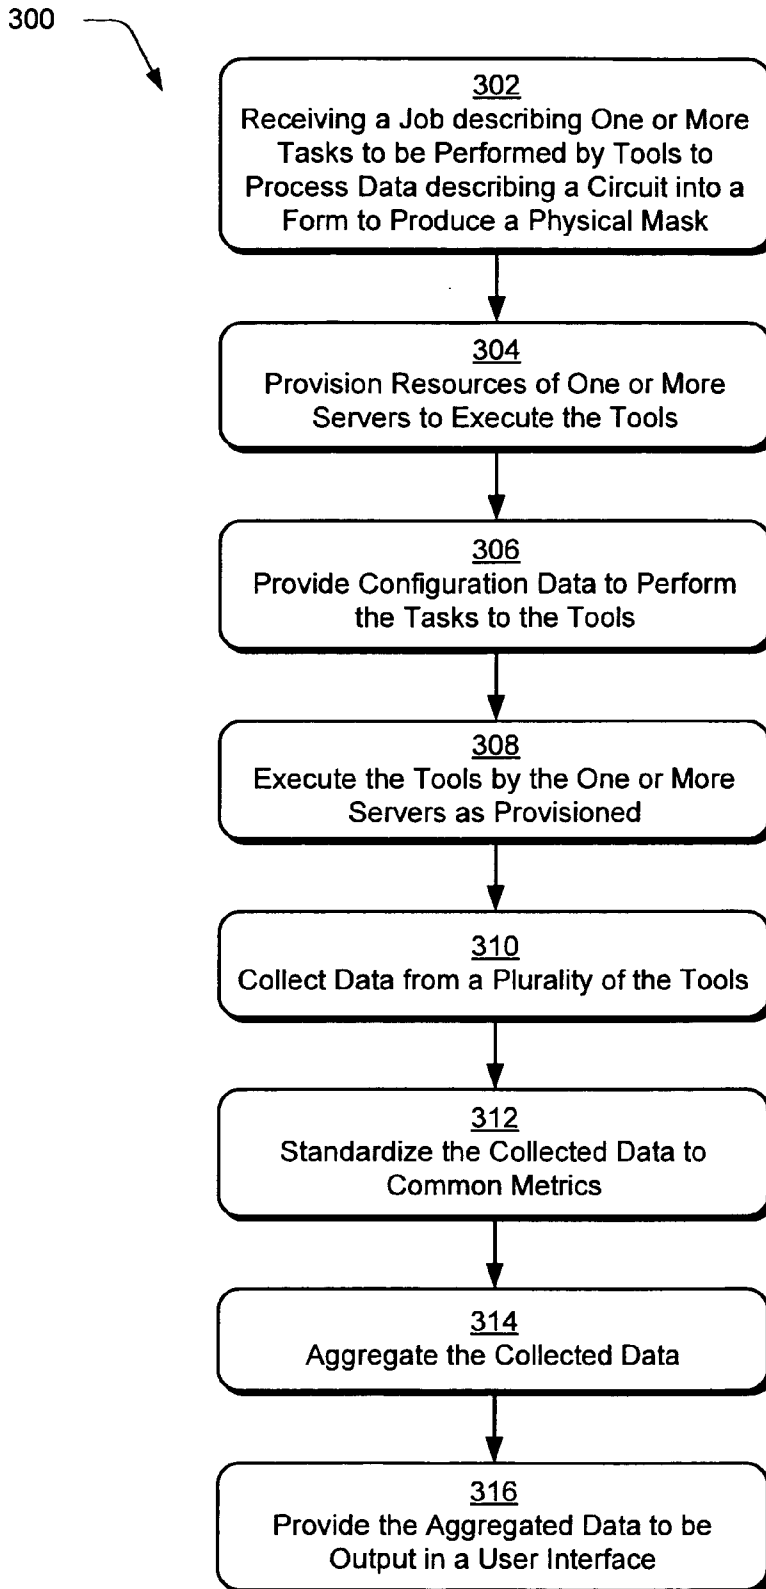 300
302
Receiving a Job describing One or More
Tasks to be Performed by Tools to
Process Data describing a Circuit into a
Form to Produce a Physical Mask
304
Provision Resources of One or More
Servers to Execute the Tools
306
Provide Configuration Data to Perform
the Tasks to the Tools
308
Execute the Tools by the One or More
Servers as Provisioned
310
Collect Data from a Plurality of the Tools
312
Standardize the Collected Data to
Common Metrics
314
Aggregate the Collected Data
316
Provide the Aggregated Data to be
Output in a User Interface